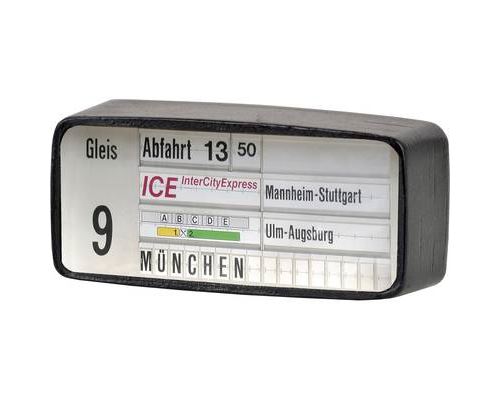 Gleis
9
Abfahrt 13 50
ICE InterCityExpress
Mannheim-Stuttgart
A B C D E
1 X 2
Ulm-Augsburg
MÜNCHEN